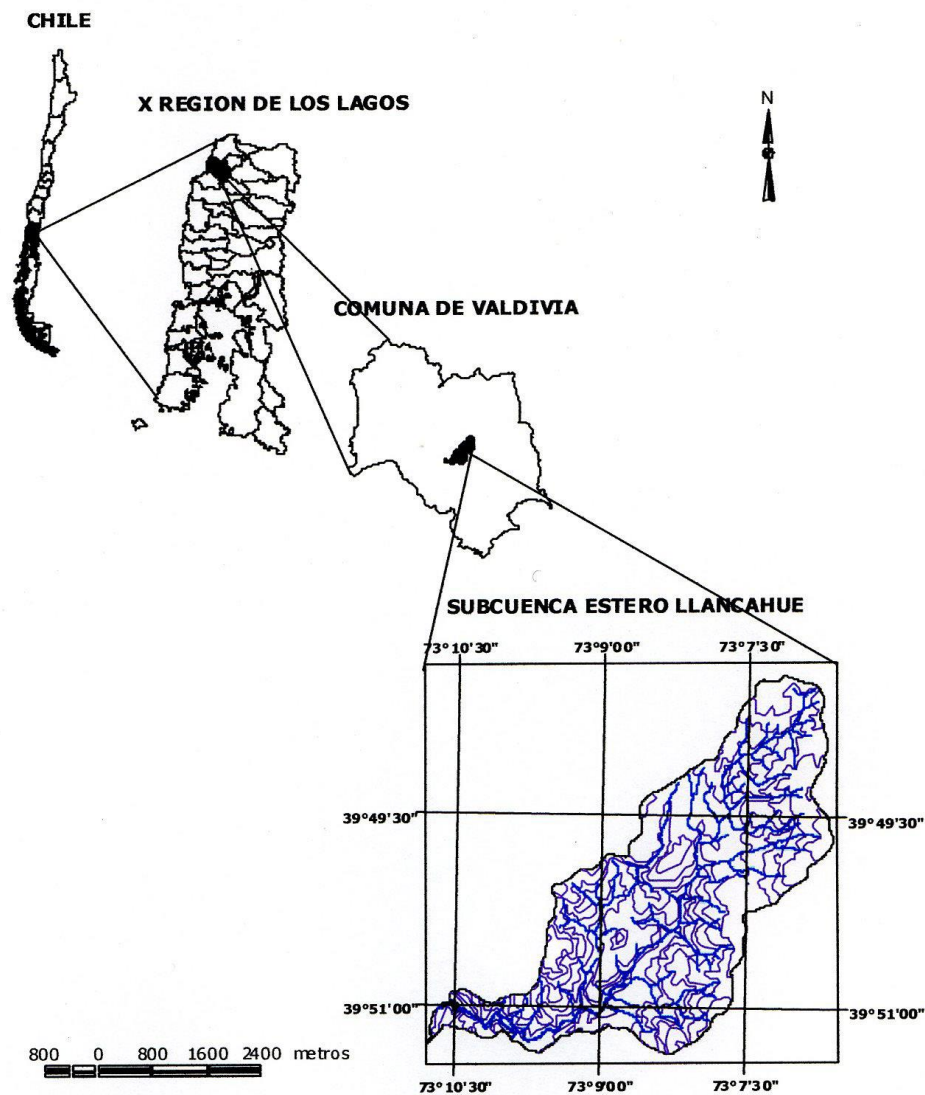 CHILE
X REGION DE LOS LAGOS
N
COMUNA DE VALDIVIA
SUBCUENCA ESTERO LLANCAHUE
73°10'30" 73°9'00" 73°7'30"
39°49'30" 39°49'30"
39°51'00" 39°51'00"
800 0 800 1600 2400 metros
73°10'30" 73°9'00" 73°7'30"